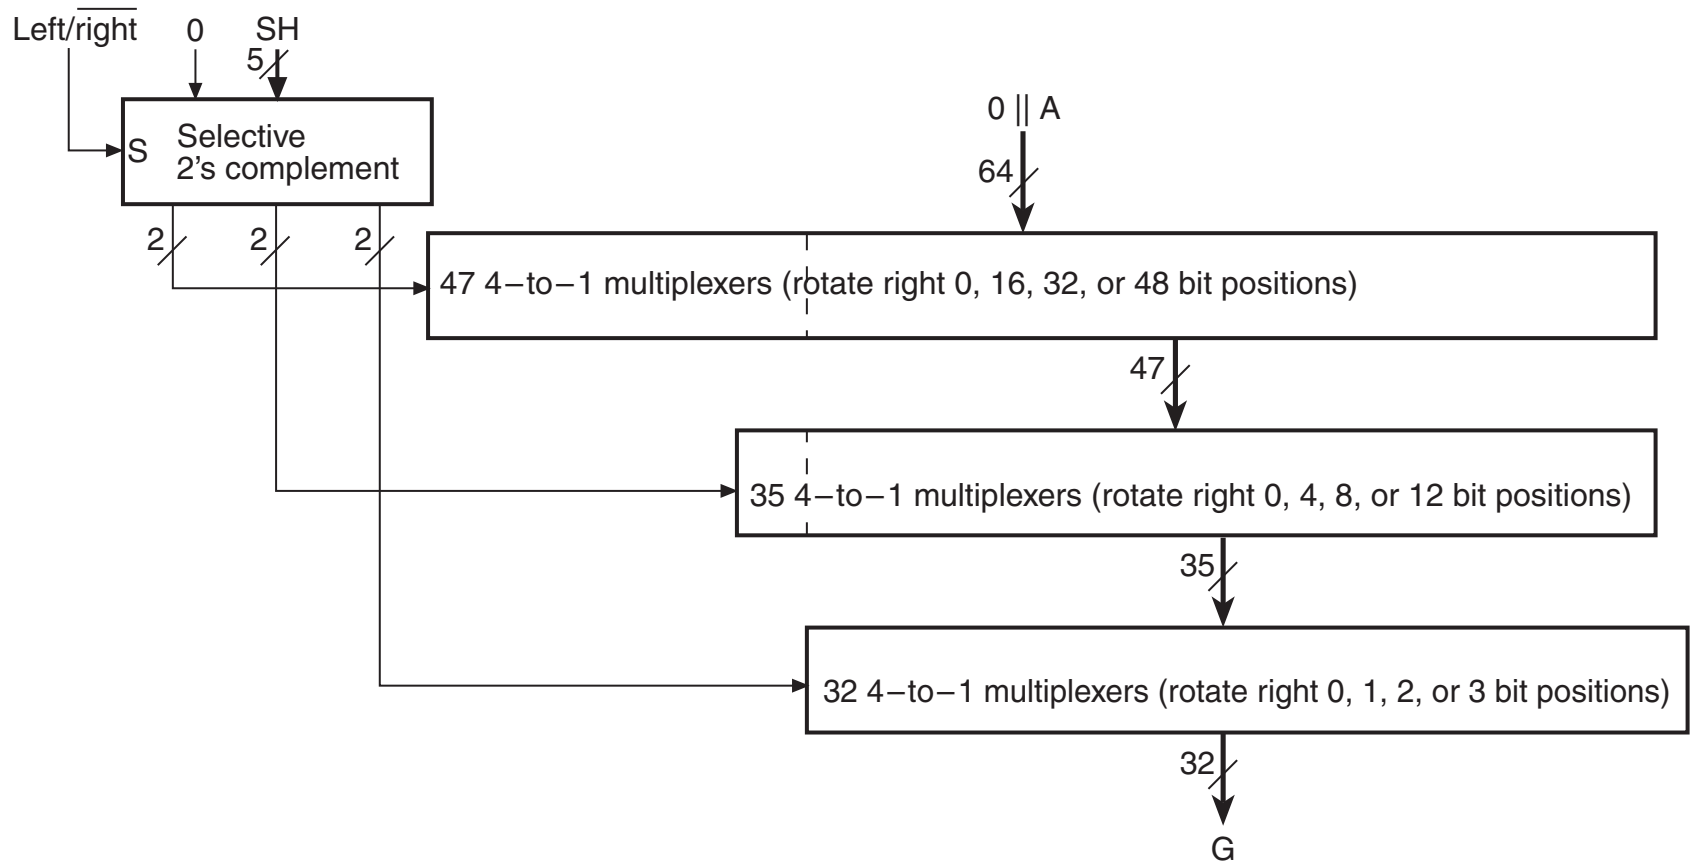 Left/right 0 SH
5
0 || A
S Selective
2's complement
64
2 2 2
47 4−to−1 multiplexers (rotate right 0, 16, 32, or 48 bit positions)
47
35 4−to−1 multiplexers (rotate right 0, 4, 8, or 12 bit positions)
35
32 4−to−1 multiplexers (rotate right 0, 1, 2, or 3 bit positions)
32
G